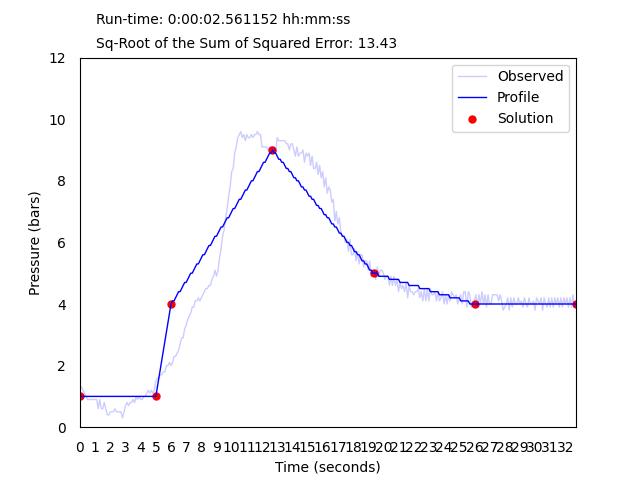 Run-time: 0:00:02.561152 hh:mm:ss
Sq-Root of the Sum of Squared Error: 13.43
12
10
8
6
4
2
0
Observed
Profile
Solution
Pressure (bars)
0 1 2 3 4 5 6 7 8 9 10 11 12 13 14 15 16 17 18 19 20 21 22 23 24 25 26 27 28 29 30 31 32
Time (seconds)